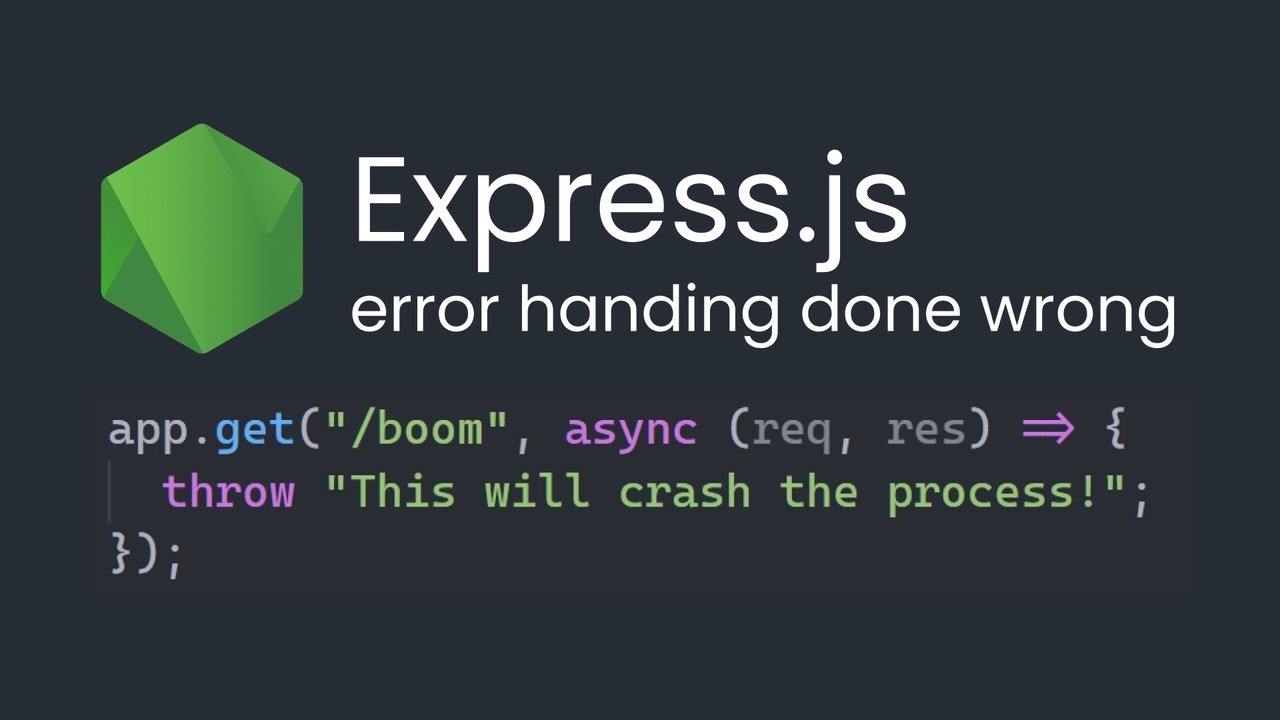 Express.js
error handing done wrong
app.get("/boom", async (req, res) => {
  throw "This will crash the process!";
});